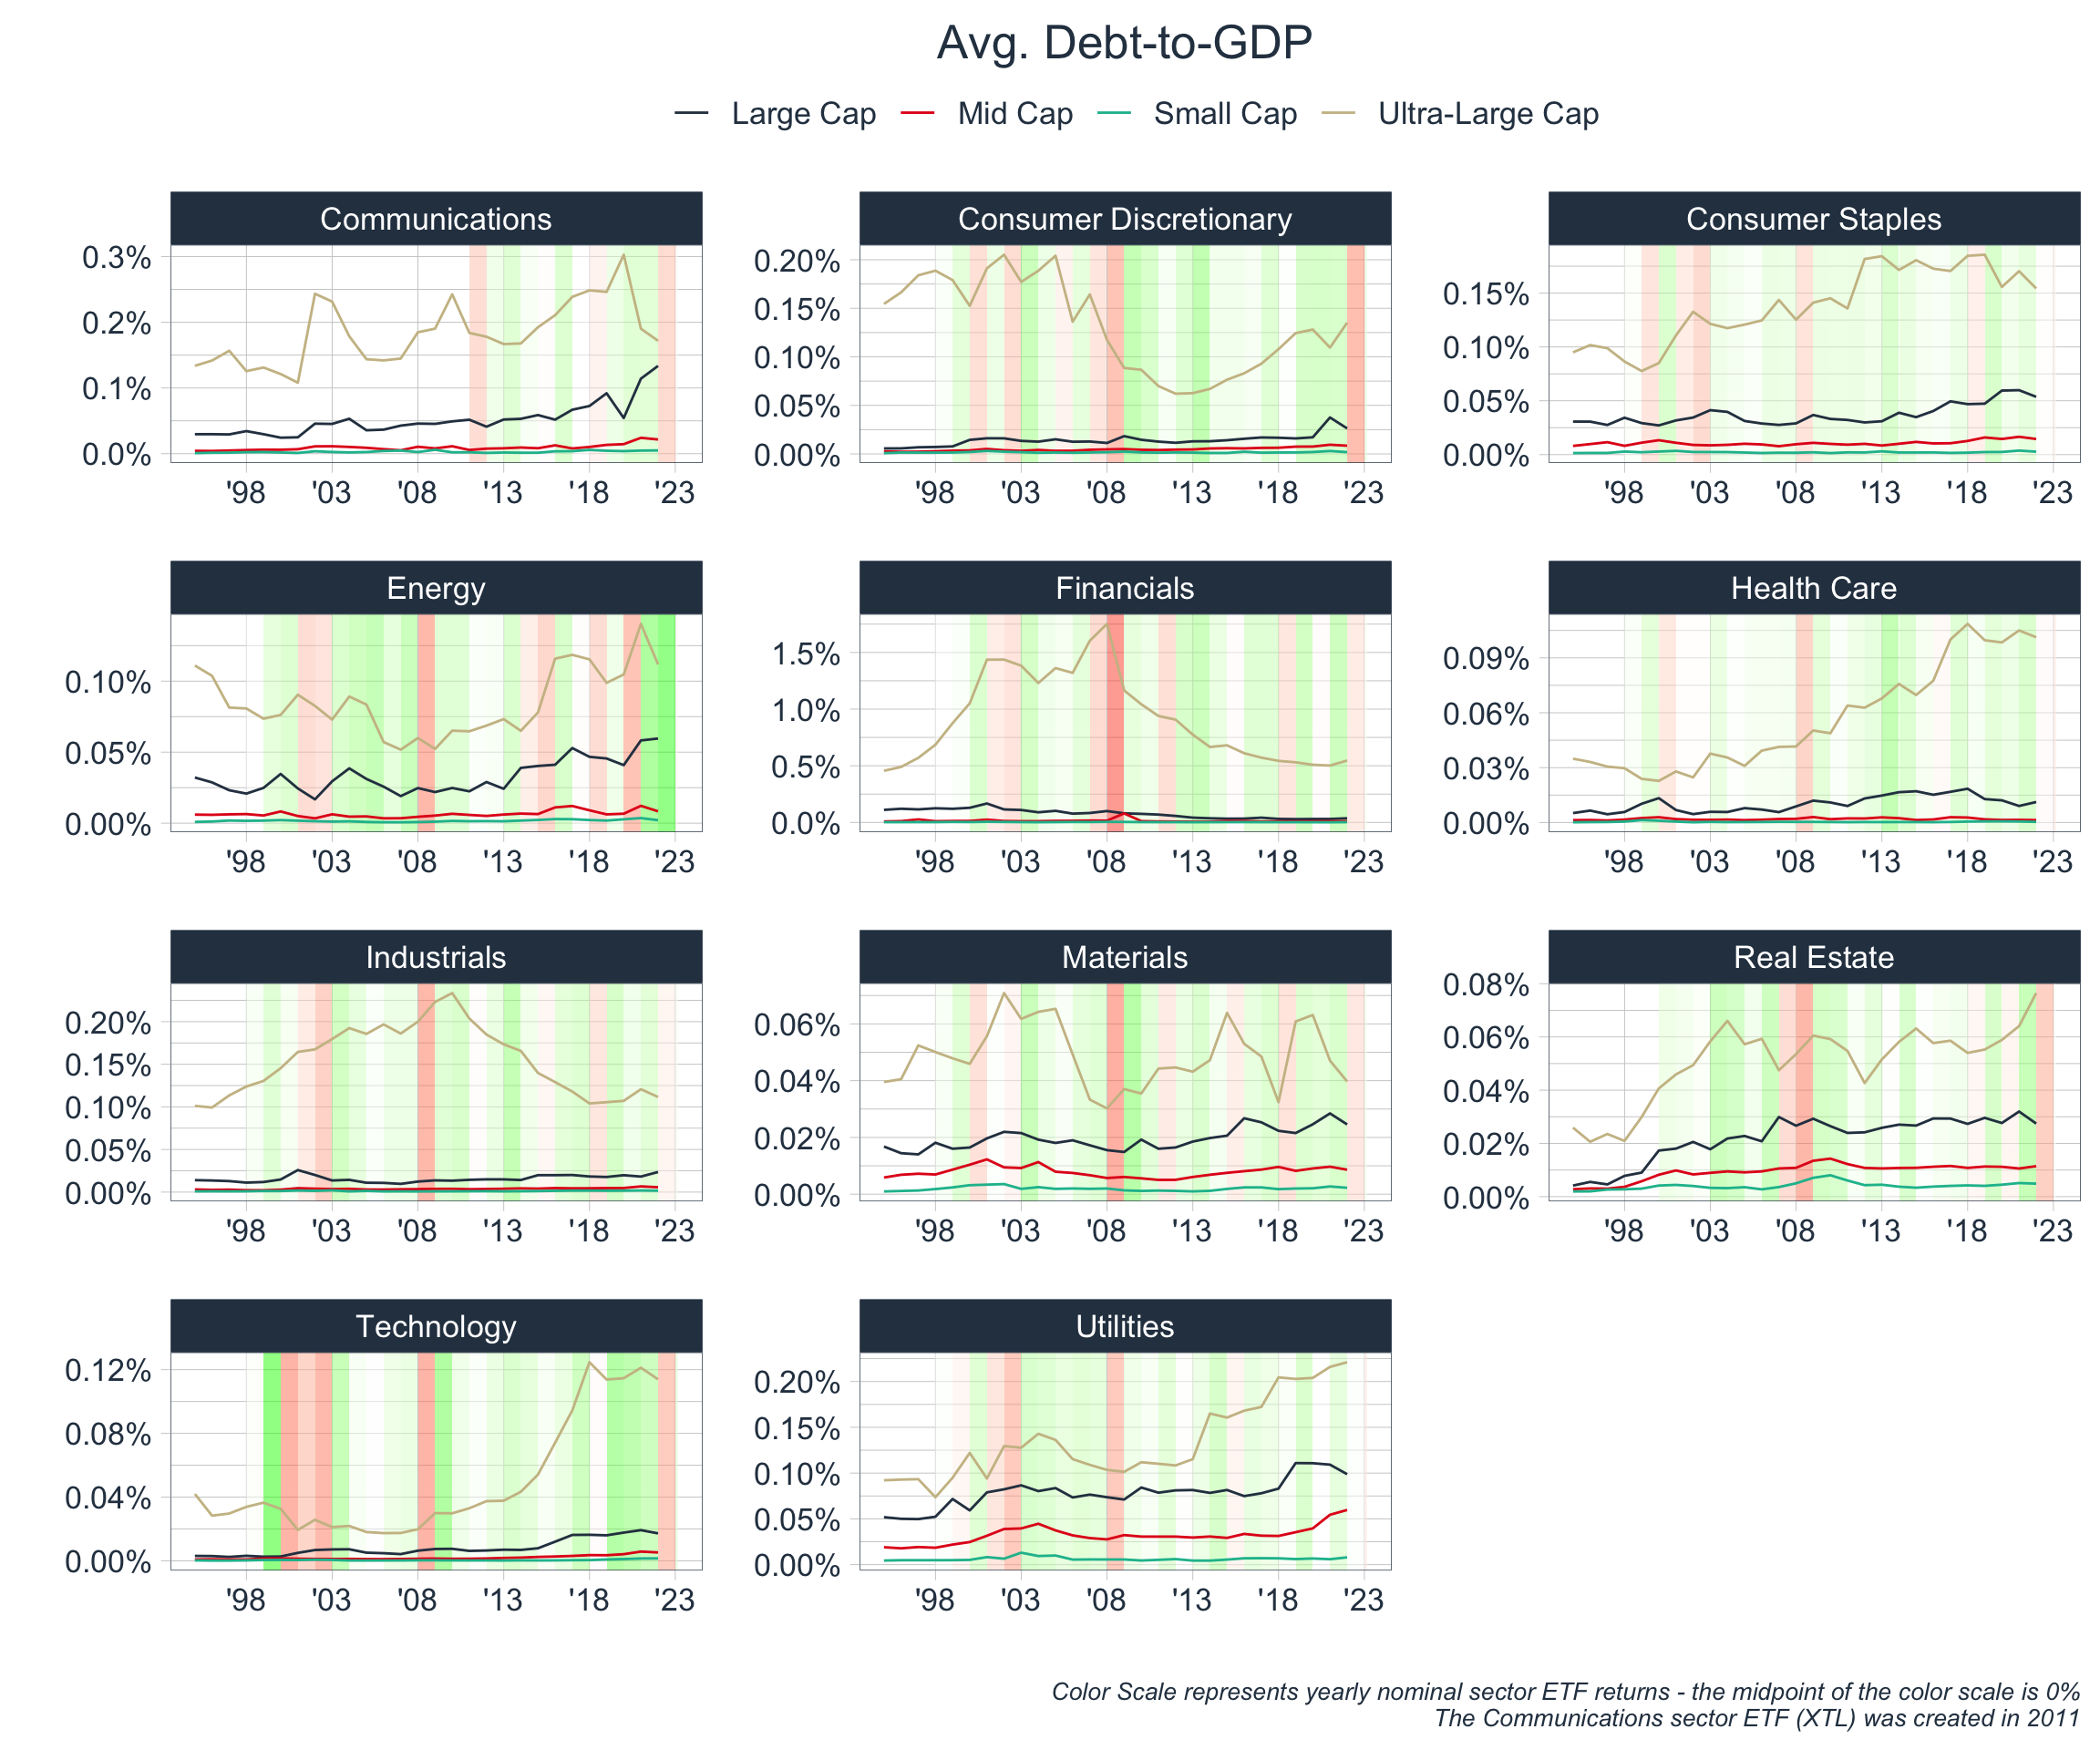 Avg. Debt-to-GDP
Large Cap Mid Cap Small Cap Ultra-Large Cap
Communications
0.3%
0.2%
0.1%
0.0%
'98 '03 '08 '13 '18 '23
Consumer Discretionary
0.20%
0.15%
0.10%
0.05%
0.00%
'98 '03 '08 '13 '18 '23
Consumer Staples
0.15%
0.10%
0.05%
0.00%
'98 '03 '08 '13 '18 '23
Energy
0.10%
0.05%
0.00%
'98 '03 '08 '13 '18 '23
Financials
1.5%
1.0%
0.5%
0.0%
'98 '03 '08 '13 '18 '23
Health Care
0.09%
0.06%
0.03%
0.00%
'98 '03 '08 '13 '18 '23
Industrials
0.20%
0.15%
0.10%
0.05%
0.00%
'98 '03 '08 '13 '18 '23
Materials
0.06%
0.04%
0.02%
0.00%
'98 '03 '08 '13 '18 '23
Real Estate
0.08%
0.06%
0.04%
0.02%
0.00%
'98 '03 '08 '13 '18 '23
Technology
0.12%
0.08%
0.04%
0.00%
'98 '03 '08 '13 '18 '23
Utilities
0.20%
0.15%
0.10%
0.05%
0.00%
'98 '03 '08 '13 '18 '23
Color Scale represents yearly nominal sector ETF returns - the midpoint of the color scale is 0%
The Communications sector ETF (XTL) was created in 2011